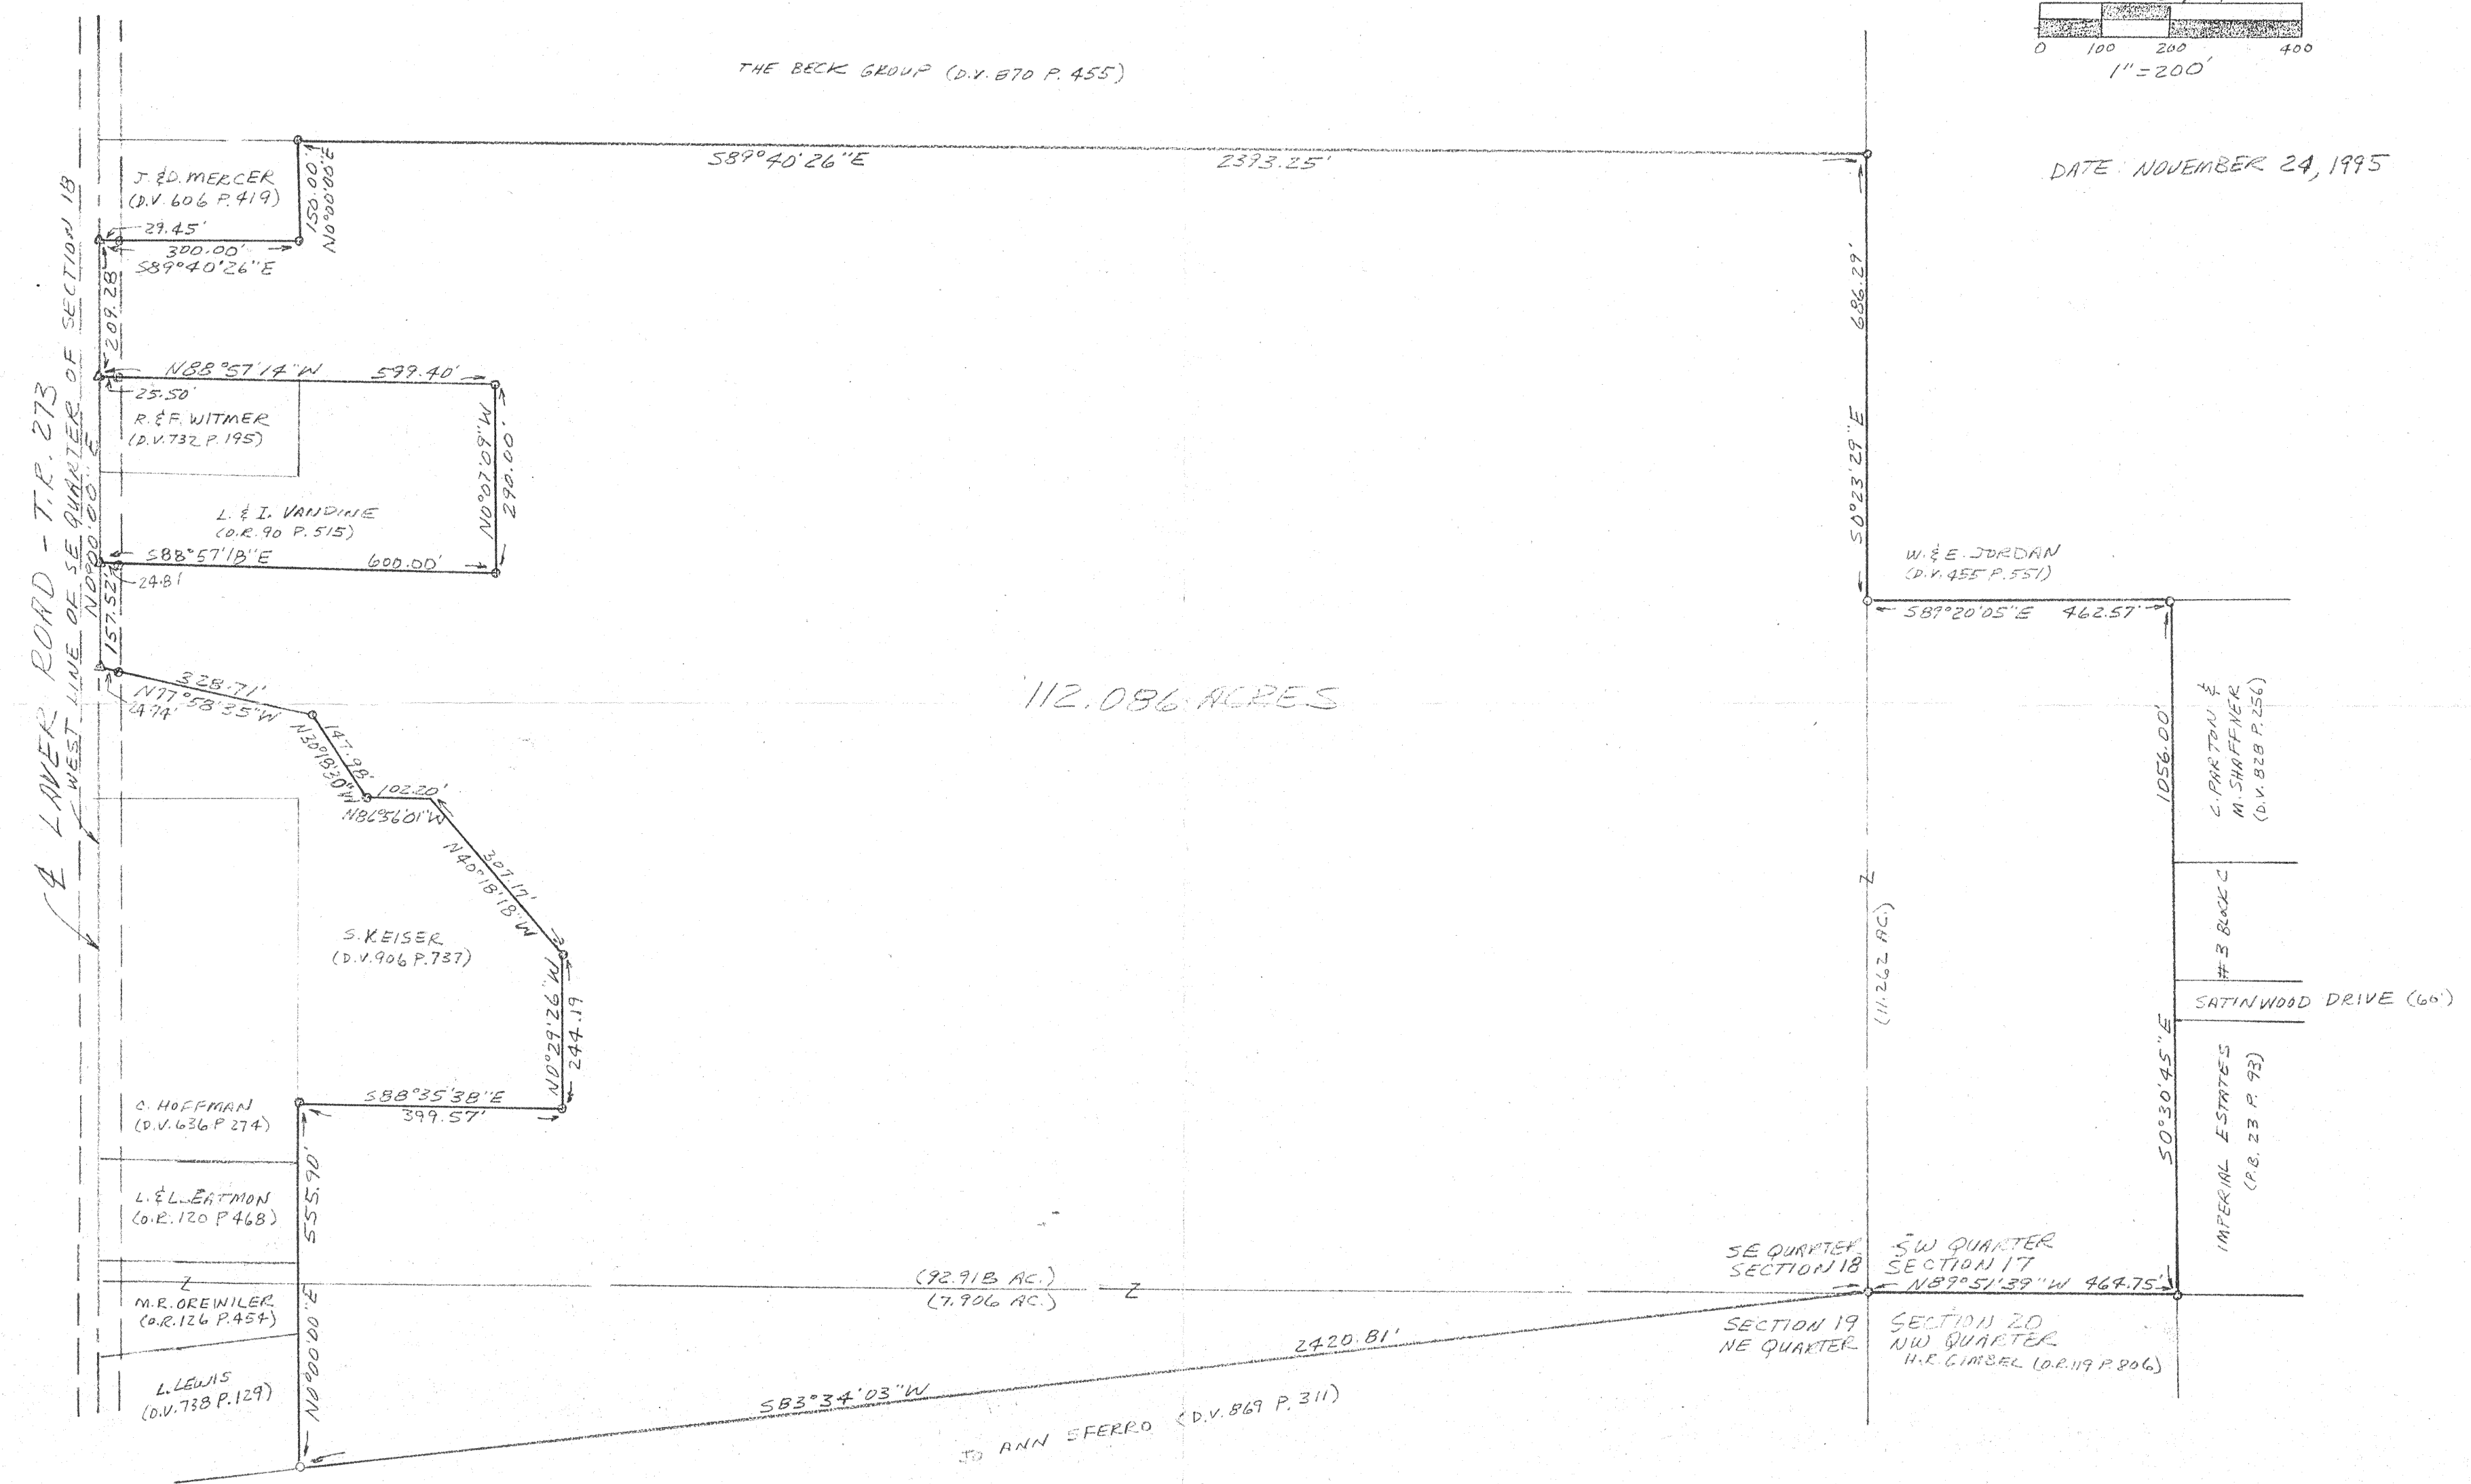 0 100 200 400
1"=200'
THE BECK GROUP (D.V. 870 P. 455)
DATE: NOVEMBER 24, 1995
S89°40'26"E 2393.25'
J. & D. MERCER
(D.V. 606 P. 419)
150.00'
N0°00'00"E
29.45'
300.00'
S89°40'26"E
209.28'
N88°57'14"W 599.40'
25.50'
R. & F. WITMER
(D.V. 732 P. 195)
N0°07'09"W
290.00'
L. & I. VANDINE
(O.R. 90 P. 515)
S88°57'18"E 600.00'
24.81
157.52'
N0°00'00"E
℄ LAVER ROAD - T.R. 273
WEST LINE OF SE QUARTER OF SECTION 18
328.71'
N77°58'35"W
24.74'
147.98'
N30°18'30"W
102.20'
N86°56'01"W
307.17'
N40°18'18"W
S. KEISER
(D.V. 906 P. 737)
N0°29'26"W
244.19
S88°35'38"E
399.57'
C. HOFFMAN
(D.V. 636 P 274)
L. & L. EATMON
(O.R. 120 P 468)
M.R. OREWILER
(O.R. 126 P. 454)
L. LEWIS
(D.V. 738 P. 129)
555.90'
N0°00'00"E
112.086 ACRES
S0°23'29"E 686.29'
W. & E. JORDAN
(D.V. 455 P. 551)
S89°20'05"E 462.57'
1056.00'
S0°30'45"E
C. PARTON &
M. SHAFFNER
(D.V. 828 P. 256)
#3 BLOCK C
SATINWOOD DRIVE (60')
IMPERIAL ESTATES
(P.B. 23 P. 93)
(11.262 AC.)
(92.918 AC.)
(7.906 AC.)
SE QUARTER
SECTION 18
SW QUARTER
SECTION 17
N89°51'39"W 464.75'
SECTION 19
NE QUARTER
SECTION 20
NW QUARTER
H.R. GIMBEL (O.R. 119 P. 806)
S83°34'03"W 2420.81'
JO ANN SFERRO (D.V. 869 P. 311)